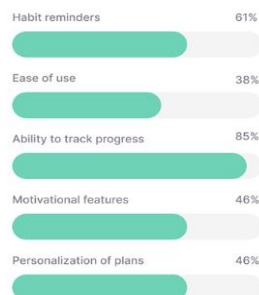 Habit reminders 61%
Ease of use 38%
Ability to track progress 85%
Motivational features 46%
Personalization of plans 46%